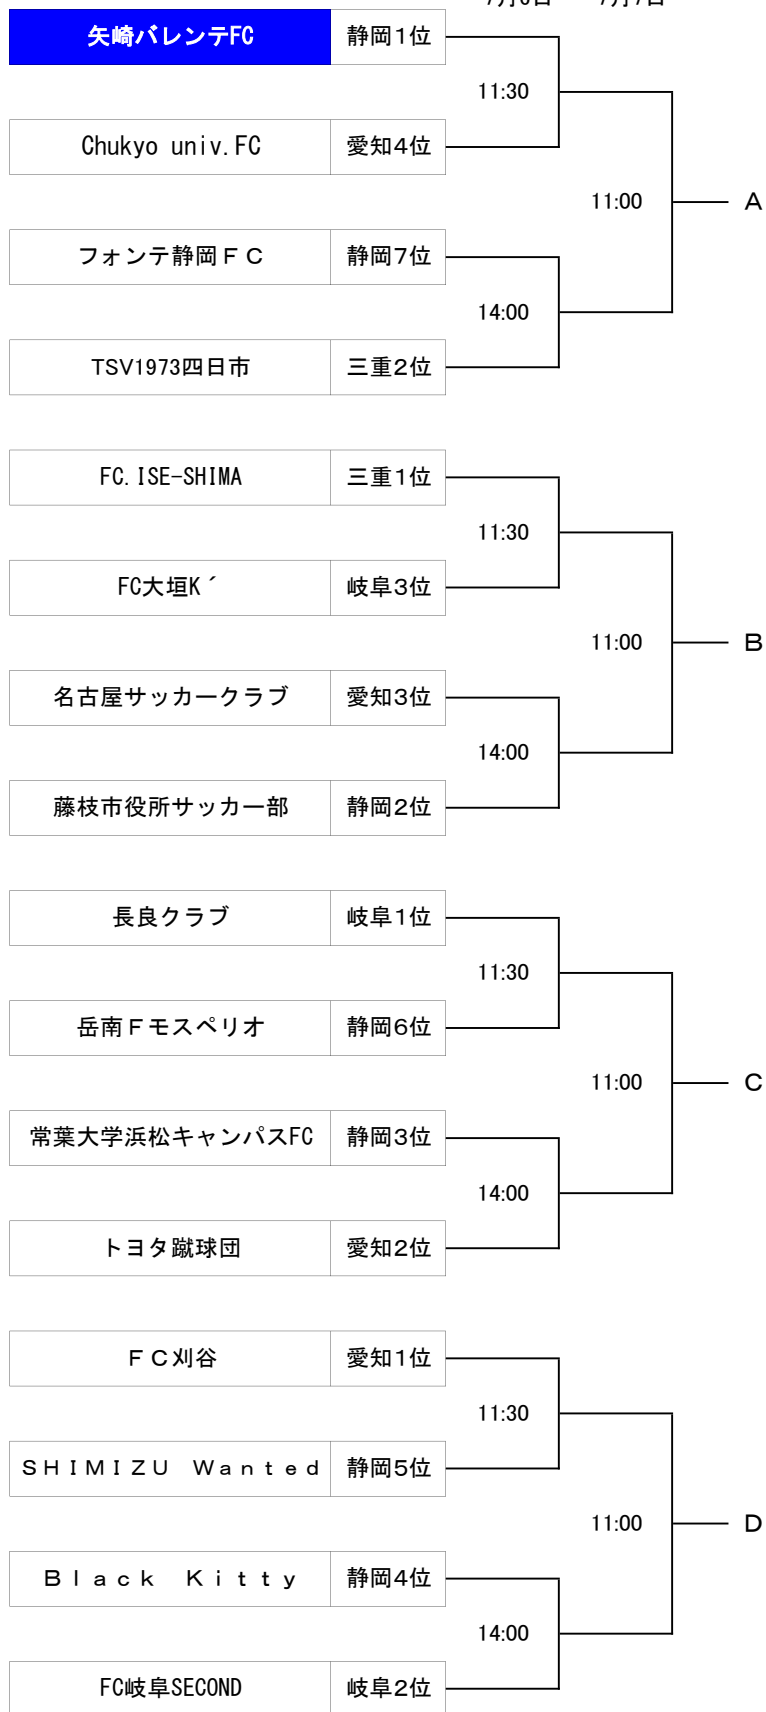 7月6日 7月7日
矢崎バレンテFC 静岡1位
11:30
Chukyo univ.FC 愛知4位
11:00 A
フォンテ静岡ＦＣ 静岡7位
14:00
TSV1973四日市 三重2位
FC.ISE-SHIMA 三重1位
11:30
FC大垣K´ 岐阜3位
11:00 B
名古屋サッカークラブ 愛知3位
14:00
藤枝市役所サッカー部 静岡2位
長良クラブ 岐阜1位
11:30
岳南Ｆモスペリオ 静岡6位
11:00 C
常葉大学浜松キャンパスFC 静岡3位
14:00
トヨタ蹴球団 愛知2位
ＦＣ刈谷 愛知1位
11:30
ＳＨＩＭＩＺＵ　Ｗａｎｔｅｄ 静岡5位
11:00 D
Ｂｌａｃｋ　Ｋｉｔｔｙ 静岡4位
14:00
FC岐阜SECOND 岐阜2位